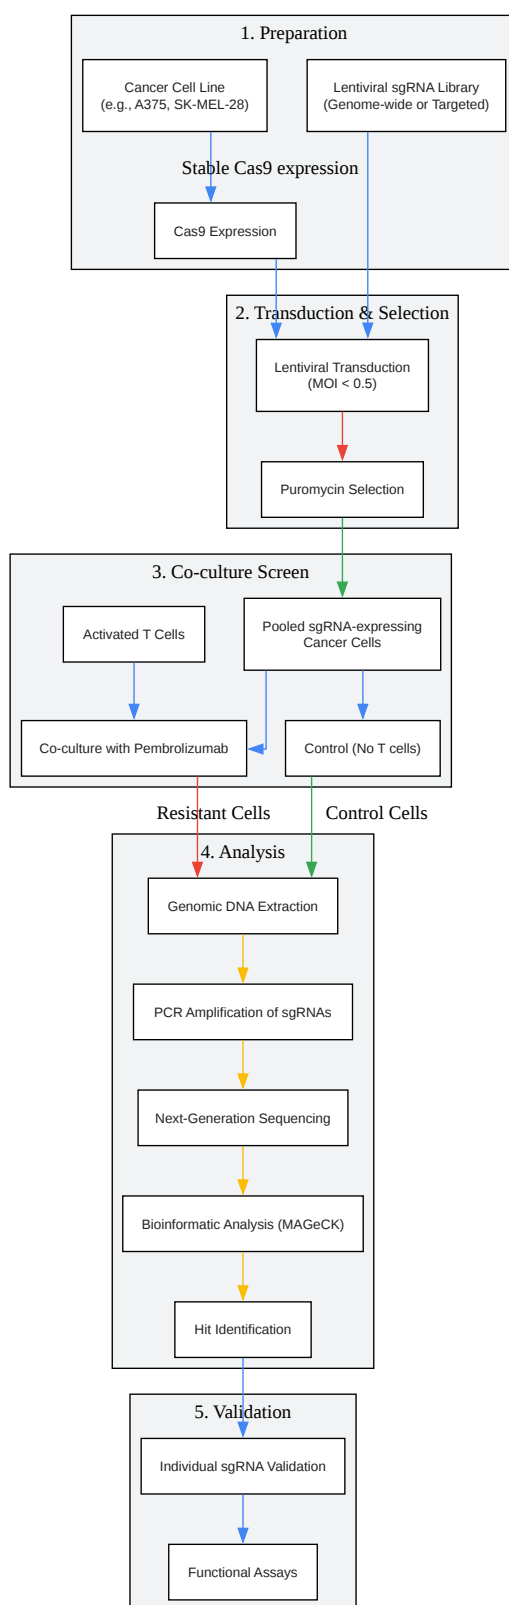 1. Preparation
Cancer Cell Line
(e.g., A375, SK-MEL-28)
Lentiviral sgRNA Library
(Genome-wide or Targeted)
Stable Cas9 expression
Cas9 Expression
2. Transduction & Selection
Lentiviral Transduction
(MOI < 0.5)
Puromycin Selection
3. Co-culture Screen
Activated T Cells
Pooled sgRNA-expressing
Cancer Cells
Co-culture with Pembrolizumab
Control (No T cells)
Resistant Cells
Control Cells
4. Analysis
Genomic DNA Extraction
PCR Amplification of sgRNAs
Next-Generation Sequencing
Bioinformatic Analysis (MAGeCK)
Hit Identification
5. Validation
Individual sgRNA Validation
Functional Assays